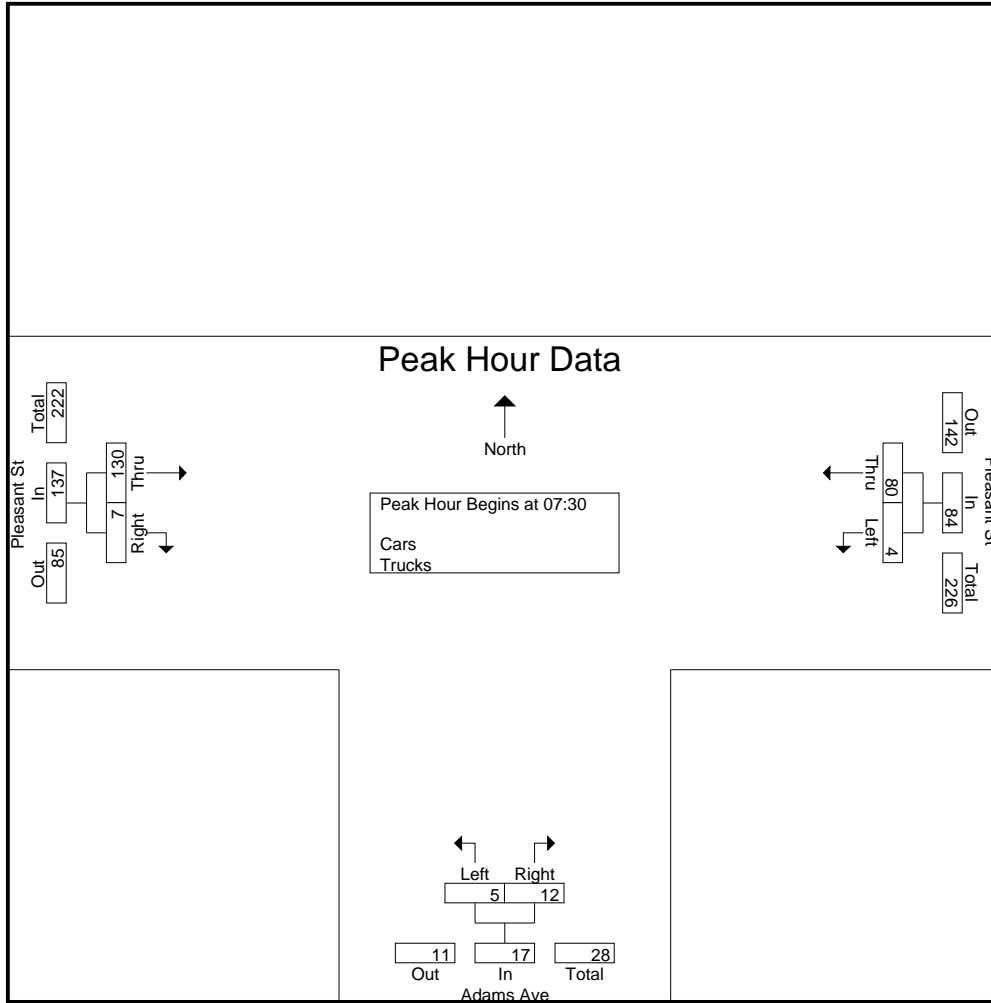 Peak Hour Data
North
Peak Hour Begins at 07:30
Cars
Trucks
Pleasant St
Total
222
In
137
Out
85
130
Thru
7
Right
Out
142
In
84
Total
226
Thru
80
Left
4
Pleasant St
Left Right
5 12
11 17 28
Out In Total
Adams Ave